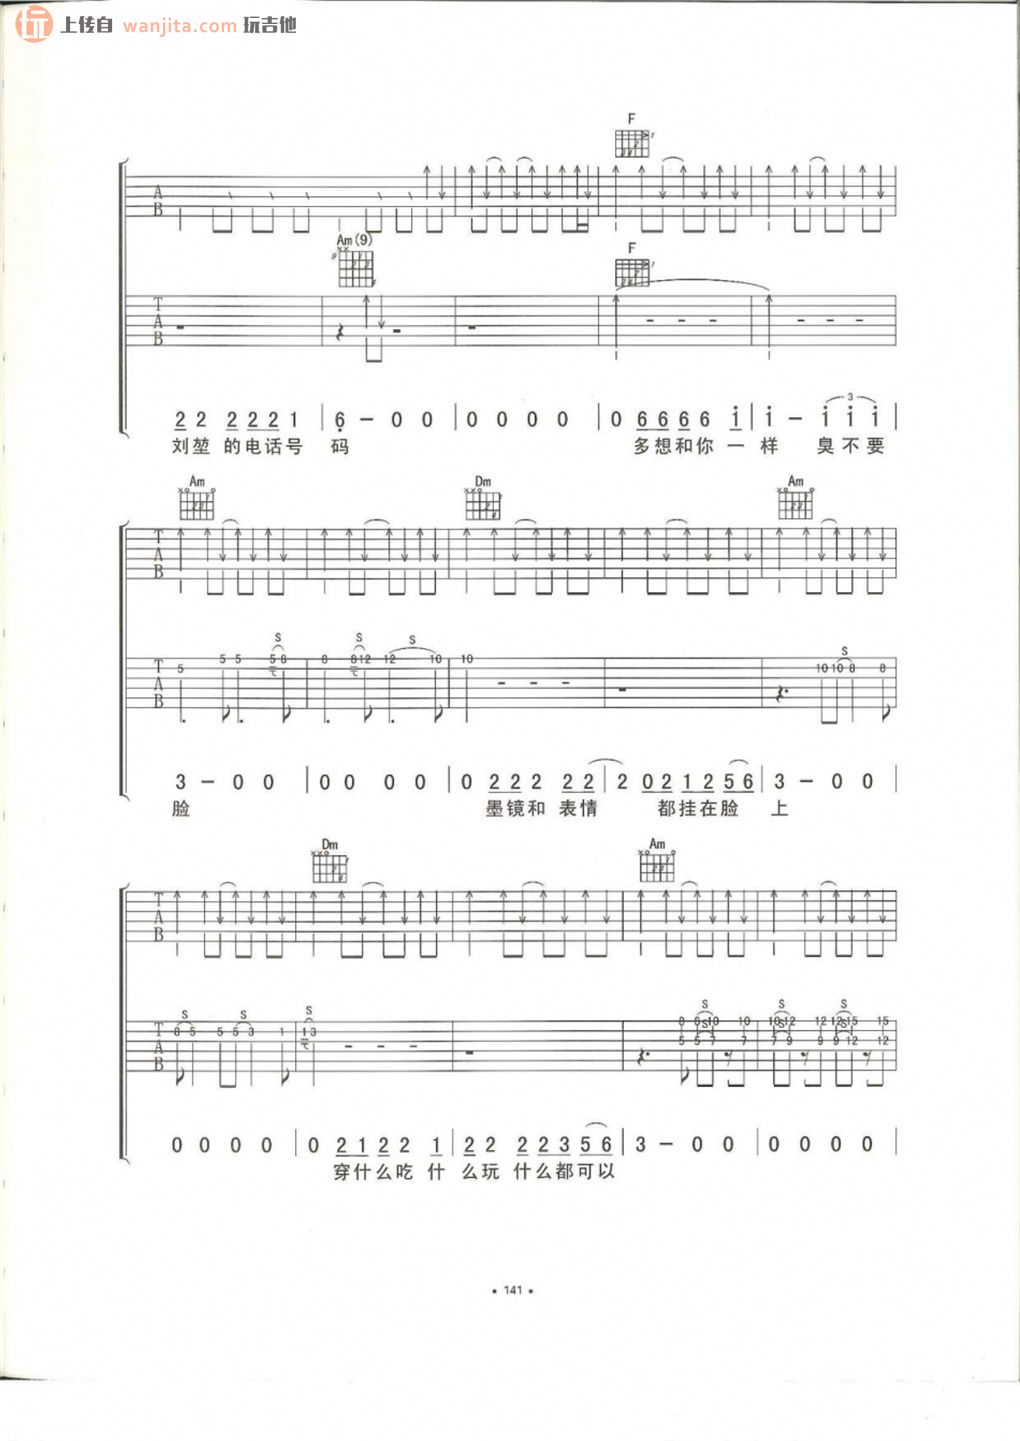 玩 上传自 wanjita.com 玩吉他
F
Am(9)
F
22 2221 | 6 - 0 0 | 0 0 0 0 | 0 6666 i | i - i i i |
刘堃 的电话号 码 多想和你 一 样 臭不要
Am Dm Am
S S S
5 5 5 5 8 8 8 12 12 10 10
S
10 10 8 8
3 - 0 0 | 0 0 0 0 | 0 222 22 | 2 021256 | 3 - 0 0 |
脸 墨镜和 表情 都挂在脸 上
Dm Am
S S S S S S
8 5 5 5 3 1 1 3
8 8 10 10 10 12 12 12 15 15
5 5 7 7 7 9 9 9 12 12
0 0 0 0 | 0 2122 1 | 22 22356 | 3 - 0 0 | 0 0 0 0 |
穿什么吃 什 么玩 什么都可以
• 141 •